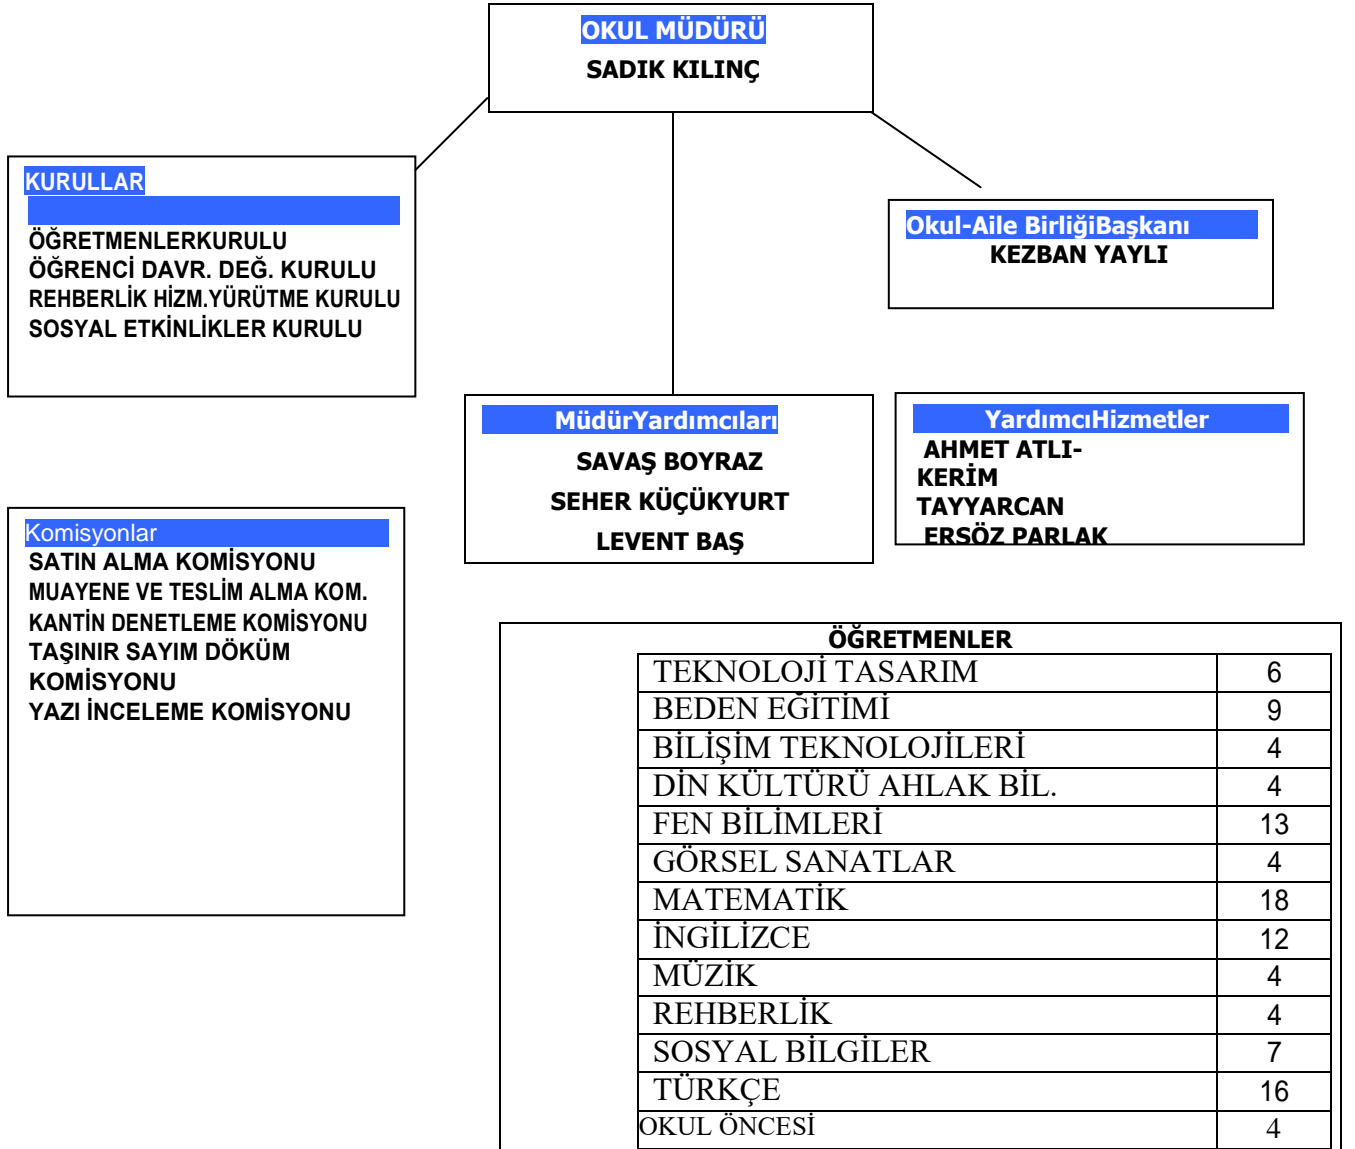 OKUL MÜDÜRÜ
SADIK KILINÇ
KURULLAR
ÖĞRETMENLERKURULU
ÖĞRENCİ DAVR. DEĞ. KURULU
REHBERLİK HİZM.YÜRÜTME KURULU
SOSYAL ETKİNLİKLER KURULU
Okul-Aile BirliğiBaşkanı
KEZBAN YAYLI
MüdürYardımcıları
SAVAŞ BOYRAZ
SEHER KÜÇÜKYURT
LEVENT BAŞ
YardımcıHizmetler
AHMET ATLI-
KERİM
TAYYARCAN
ERSÖZ PARLAK
Komisyonlar
SATIN ALMA KOMİSYONU
MUAYENE VE TESLİM ALMA KOM.
KANTİN DENETLEME KOMİSYONU
TAŞINIR SAYIM DÖKÜM
KOMİSYONU
YAZI İNCELEME KOMİSYONU
ÖĞRETMENLER
TEKNOLOJİ TASARIM 6
BEDEN EĞİTİMİ 9
BİLİŞİM TEKNOLOJİLERİ 4
DİN KÜLTÜRÜ AHLAK BİL. 4
FEN BİLİMLERİ 13
GÖRSEL SANATLAR 4
MATEMATİK 18
İNGİLİZCE 12
MÜZİK 4
REHBERLİK 4
SOSYAL BİLGİLER 7
TÜRKÇE 16
OKUL ÖNCESİ 4